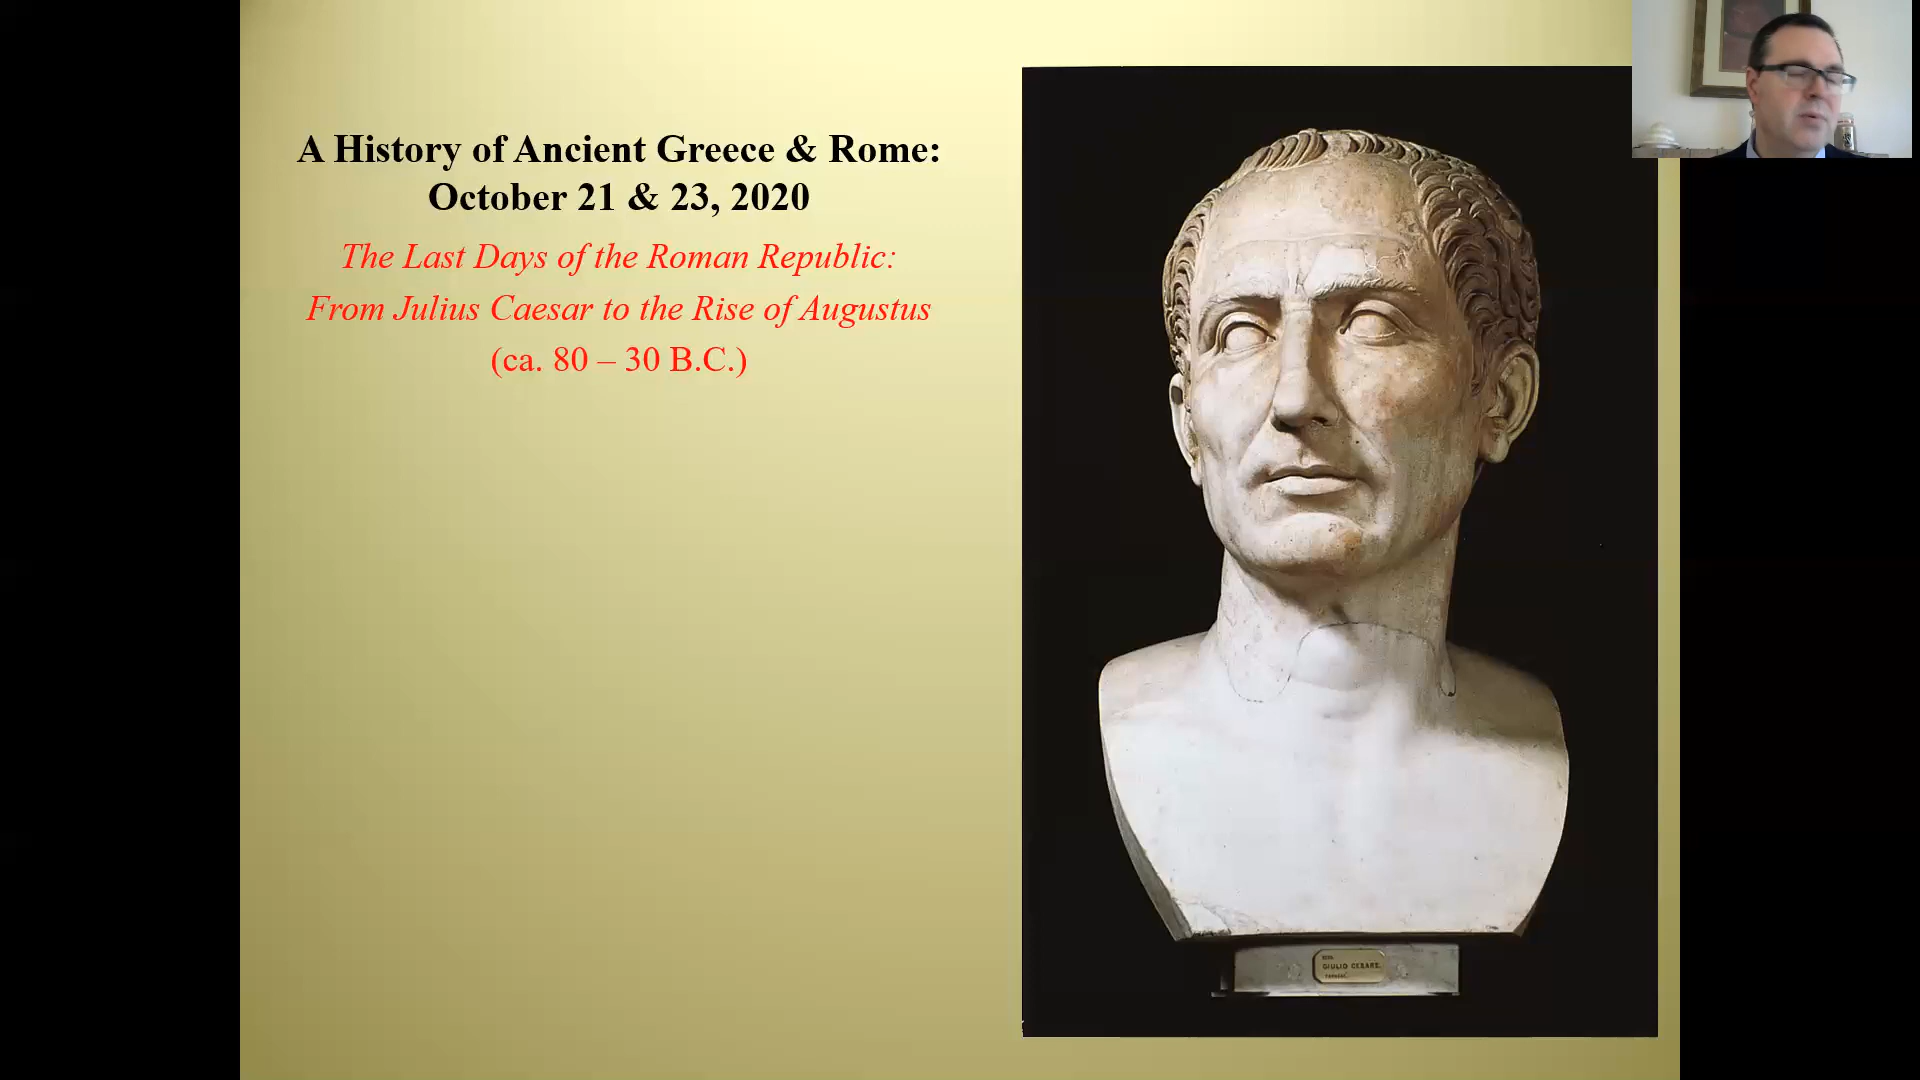 A History of Ancient Greece & Rome:
October 21 & 23, 2020
The Last Days of the Roman Republic:
From Julius Caesar to the Rise of Augustus
(ca. 80 – 30 B.C.)
GIULIO CESARE.